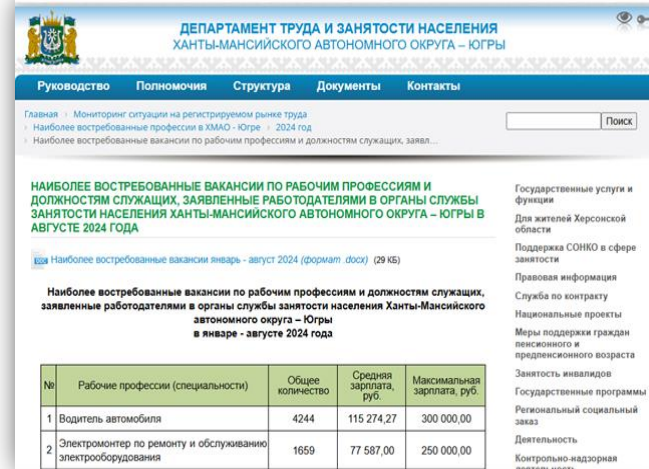 ДЕПАРТАМЕНТ ТРУДА И ЗАНЯТОСТИ НАСЕЛЕНИЯ
ХАНТЫ-МАНСИЙСКОГО АВТОНОМНОГО ОКРУГА – ЮГРЫ
Руководство Полномочия Структура Документы Контакты
Главная › Мониторинг ситуации на регистрируемом рынке труда
› Наиболее востребованные профессии в ХМАО - Югре › 2024 год
› Наиболее востребованные вакансии по рабочим профессиям и должностям служащих, заявл...
Поиск
НАИБОЛЕЕ ВОСТРЕБОВАННЫЕ ВАКАНСИИ ПО РАБОЧИМ ПРОФЕССИЯМ И
ДОЛЖНОСТЯМ СЛУЖАЩИХ, ЗАЯВЛЕННЫЕ РАБОТОДАТЕЛЯМИ В ОРГАНЫ СЛУЖБЫ
ЗАНЯТОСТИ НАСЕЛЕНИЯ ХАНТЫ-МАНСИЙСКОГО АВТОНОМНОГО ОКРУГА – ЮГРЫ В
АВГУСТЕ 2024 ГОДА
Наиболее востребованные вакансии январь - август 2024 (формат .docx) (29 КБ)
Наиболее востребованные вакансии по рабочим профессиям и должностям служащих,
заявленные работодателями в органы службы занятости населения Ханты-Мансийского
автономного округа – Югры
в январе - августе 2024 года
№ Рабочие профессии (специальности) Общее количество Средняя зарплата, руб. Максимальная зарплата, руб.
1 Водитель автомобиля 4244 115 274,27 300 000,00
2 Электромонтер по ремонту и обслуживанию электрооборудования 1659 77 587,00 250 000,00
Государственные услуги и
функции
Для жителей Херсонской
области
Поддержка СОНКО в сфере
занятости
Правовая информация
Служба по контракту
Национальные проекты
Меры поддержки граждан
пенсионного и
предпенсионного возраста
Занятость инвалидов
Государственные программы
Региональный социальный
заказ
Деятельность
Контрольно-надзорная